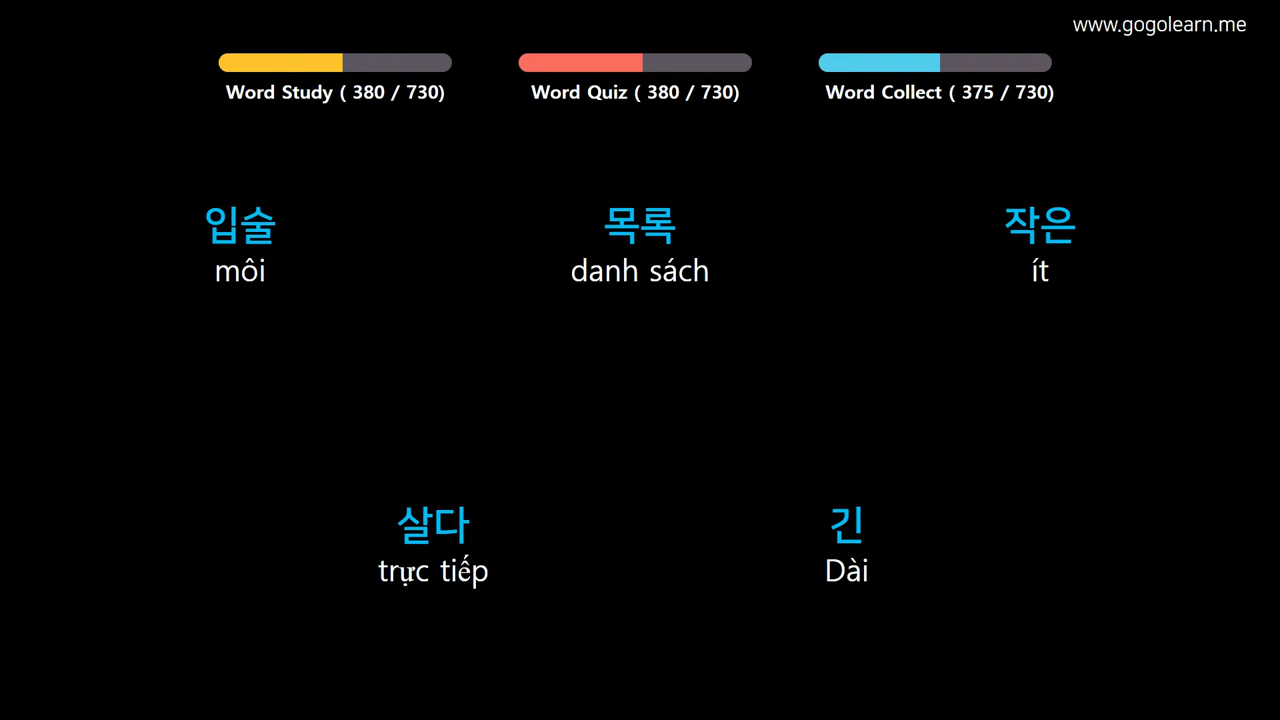 www.gogolearn.me
Word Study ( 380 / 730)
Word Quiz ( 380 / 730)
Word Collect ( 375 / 730)
입술
môi
목록
danh sách
작은
ít
살다
trực tiếp
긴
Dài